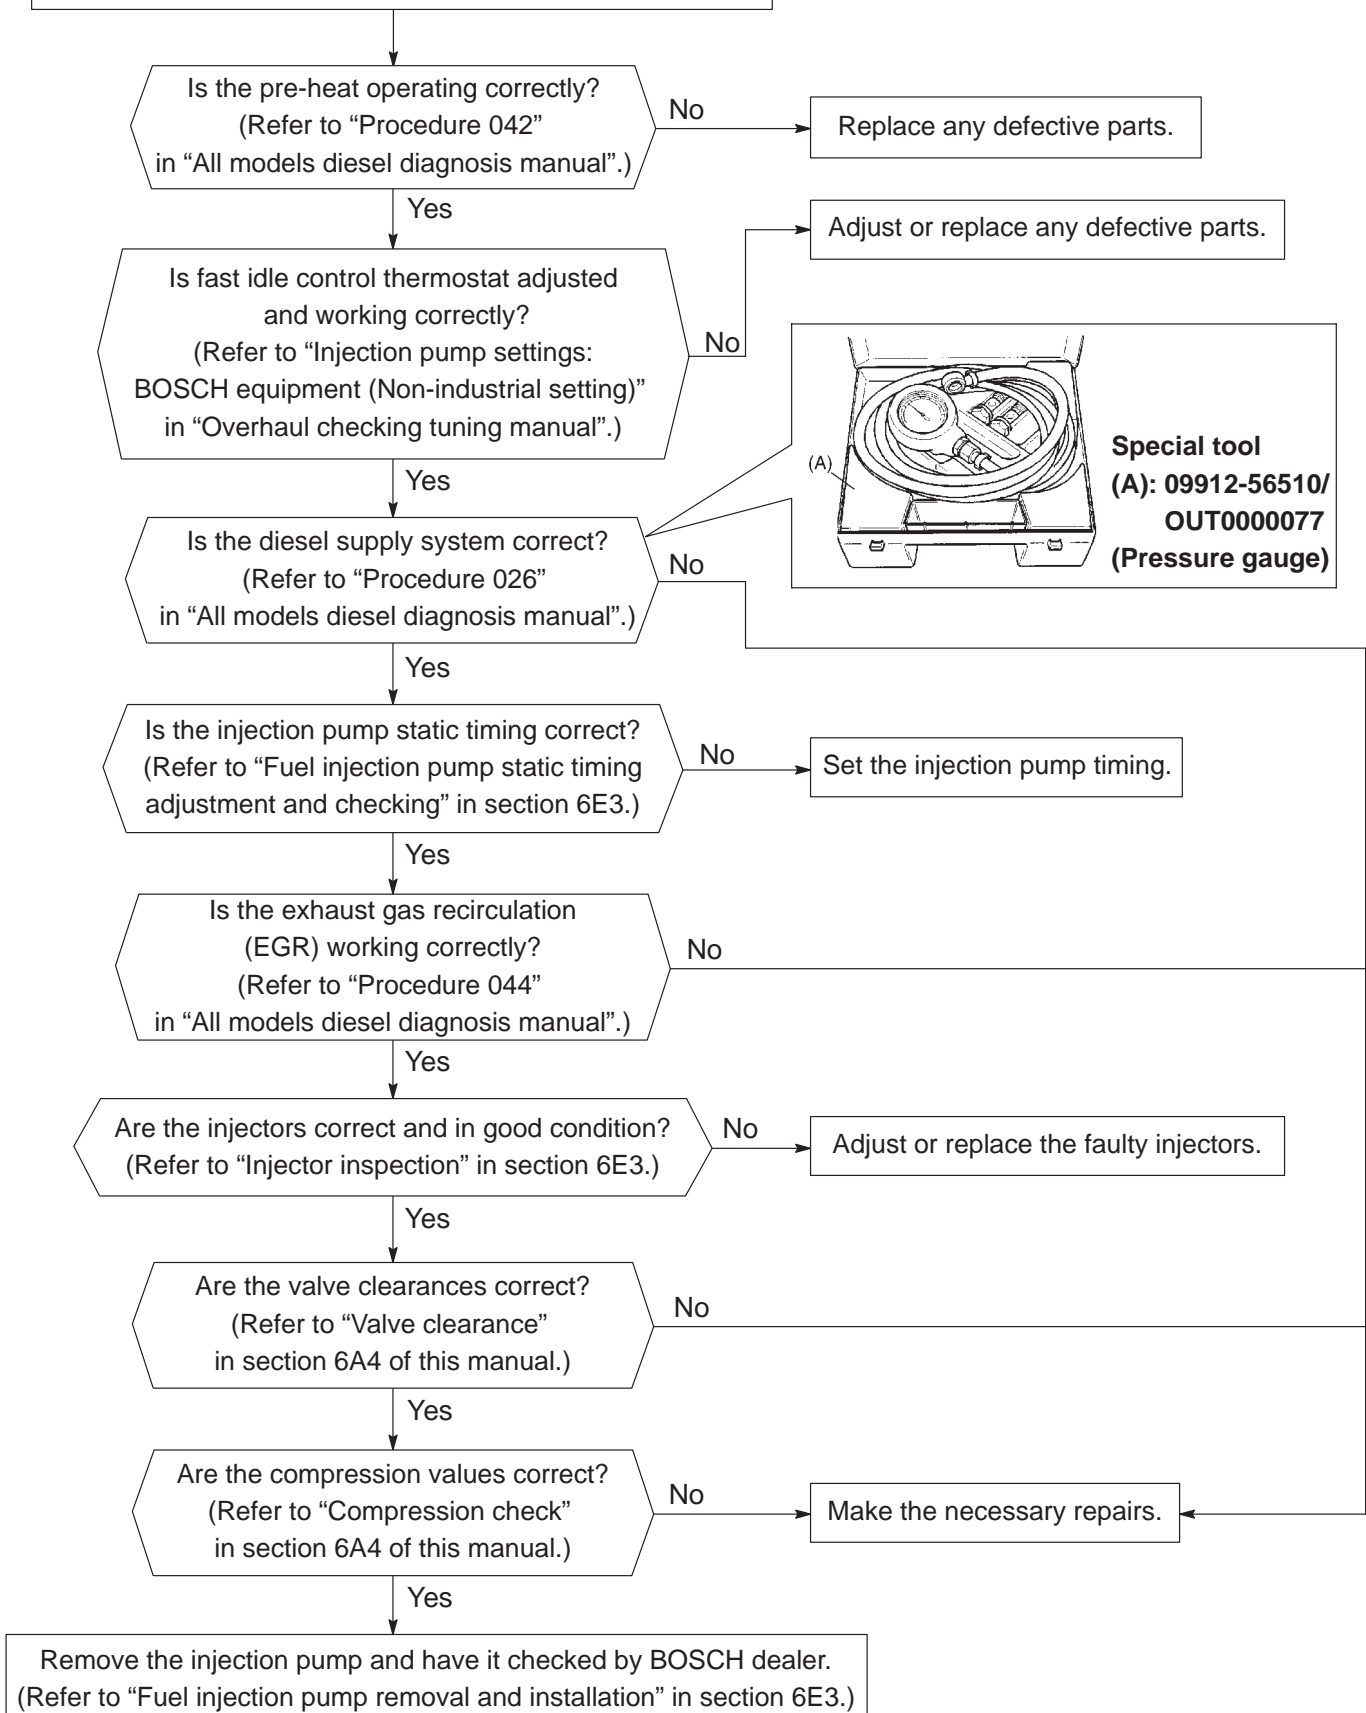 Is the pre-heat operating correctly?
(Refer to “Procedure 042”
in “All models diesel diagnosis manual”.)
No
Replace any defective parts.
Yes
Adjust or replace any defective parts.
Is fast idle control thermostat adjusted
and working correctly?
(Refer to “Injection pump settings:
BOSCH equipment (Non-industrial setting)”
in “Overhaul checking tuning manual”.)
No
(A)
Special tool
(A): 09912-56510/
OUT0000077
(Pressure gauge)
Yes
Is the diesel supply system correct?
(Refer to “Procedure 026”
in “All models diesel diagnosis manual”.)
No
Yes
Is the injection pump static timing correct?
(Refer to “Fuel injection pump static timing
adjustment and checking” in section 6E3.)
No
Set the injection pump timing.
Yes
Is the exhaust gas recirculation
(EGR) working correctly?
(Refer to “Procedure 044”
in “All models diesel diagnosis manual”.)
No
Yes
Are the injectors correct and in good condition?
(Refer to “Injector inspection” in section 6E3.)
No
Adjust or replace the faulty injectors.
Yes
Are the valve clearances correct?
(Refer to “Valve clearance”
in section 6A4 of this manual.)
No
Yes
Are the compression values correct?
(Refer to “Compression check”
in section 6A4 of this manual.)
No
Make the necessary repairs.
Yes
Remove the injection pump and have it checked by BOSCH dealer.
(Refer to “Fuel injection pump removal and installation” in section 6E3.)